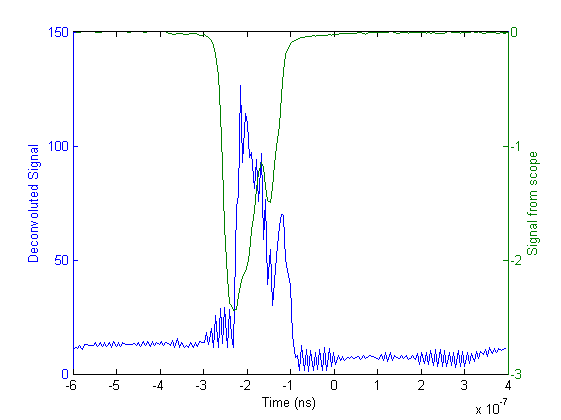 150
100
50
0
Deconvoluted Signal
0
-1
-2
-3
Signal from scope
-6 -5 -4 -3 -2 -1 0 1 2 3 4
Time (ns)
x 10^-7